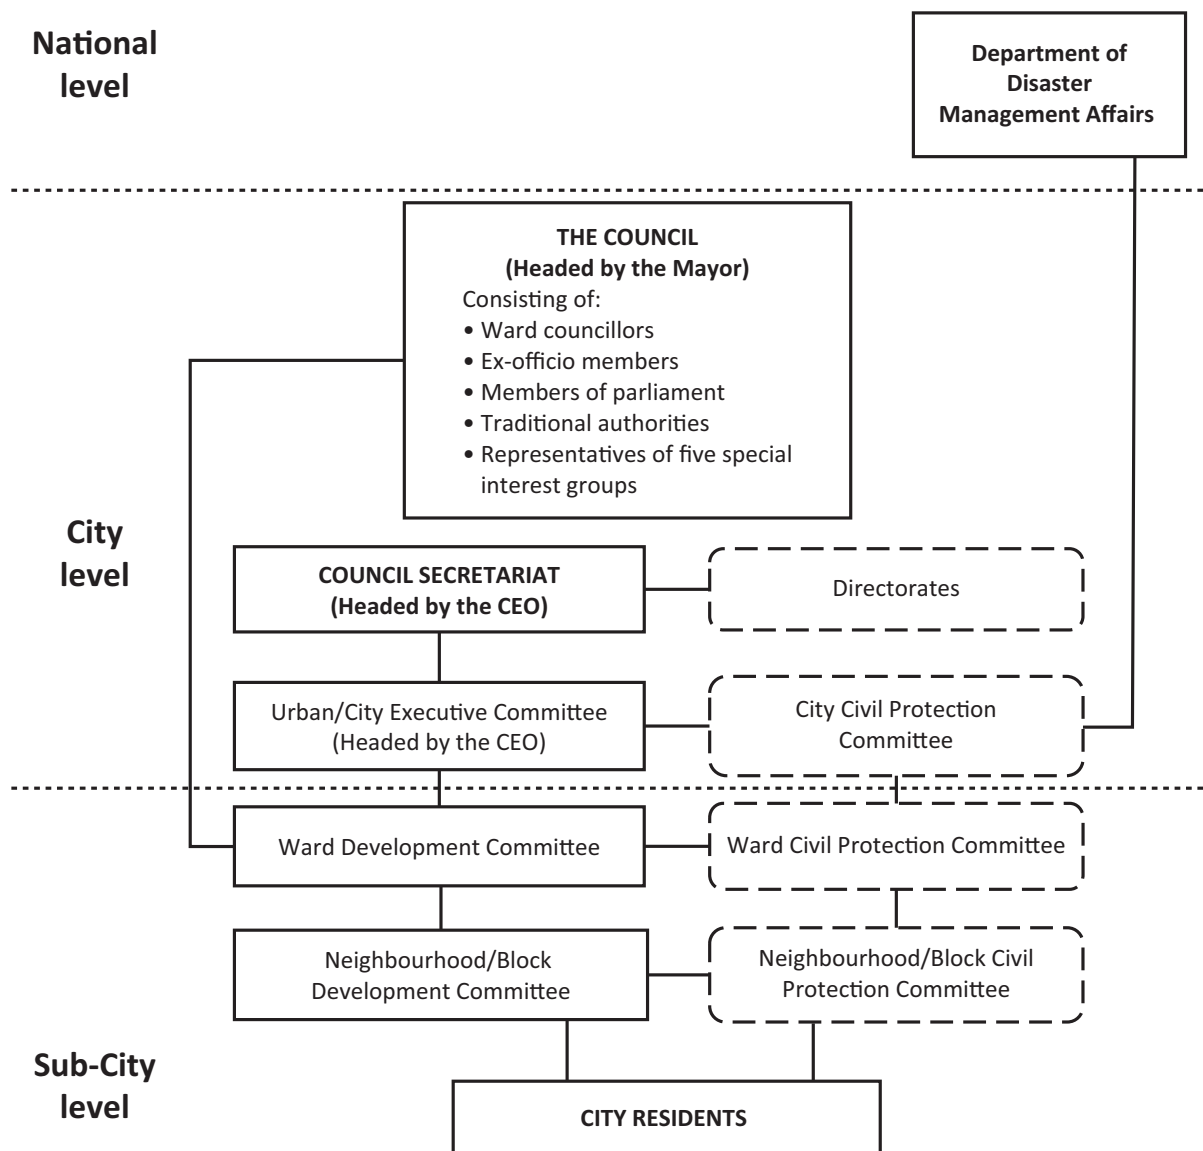 National
level
Department of
Disaster
Management Affairs
THE COUNCIL
(Headed by the Mayor)
Consisting of:
• Ward councillors
• Ex-officio members
• Members of parliament
• Traditional authorities
• Representatives of five special
interest groups
City
level
COUNCIL SECRETARIAT
(Headed by the CEO)
Directorates
Urban/City Executive Committee
(Headed by the CEO)
City Civil Protection
Committee
Ward Development Committee
Ward Civil Protection Committee
Neighbourhood/Block
Development Committee
Neighbourhood/Block Civil
Protection Committee
Sub-City
level
CITY RESIDENTS